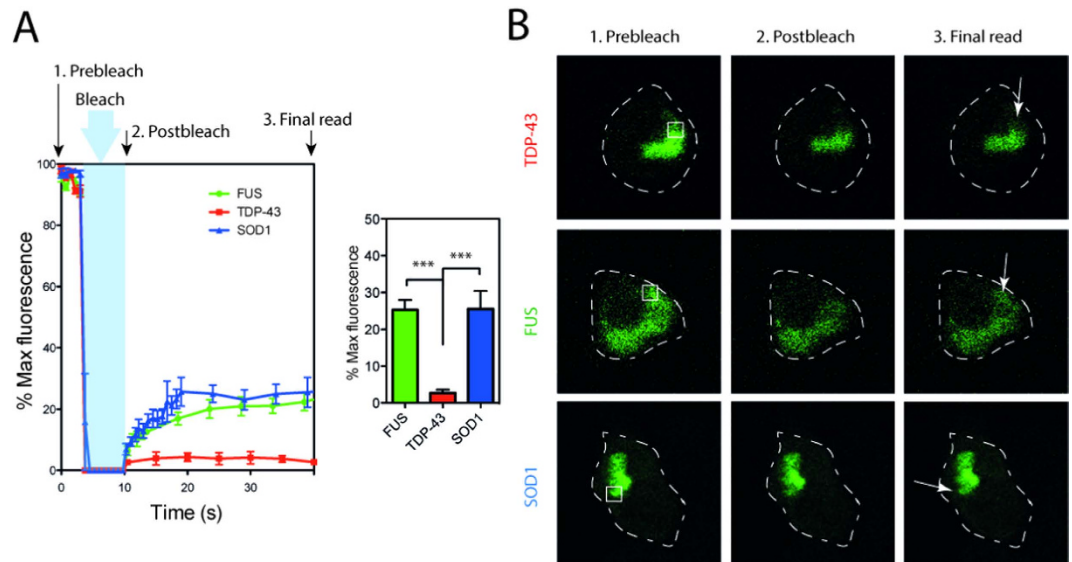 A
1. Prebleach
Bleach
2. Postbleach
3. Final read
100
80
60
40
20
0
% Max fluorescence
FUS
TDP-43
SOD1
0
10
20
30
Time (s)
50
40
30
20
10
0
% Max fluorescence
***
***
FUS
TDP-43
SOD1
B
1. Prebleach
2. Postbleach
3. Final read
TDP-43
FUS
SOD1